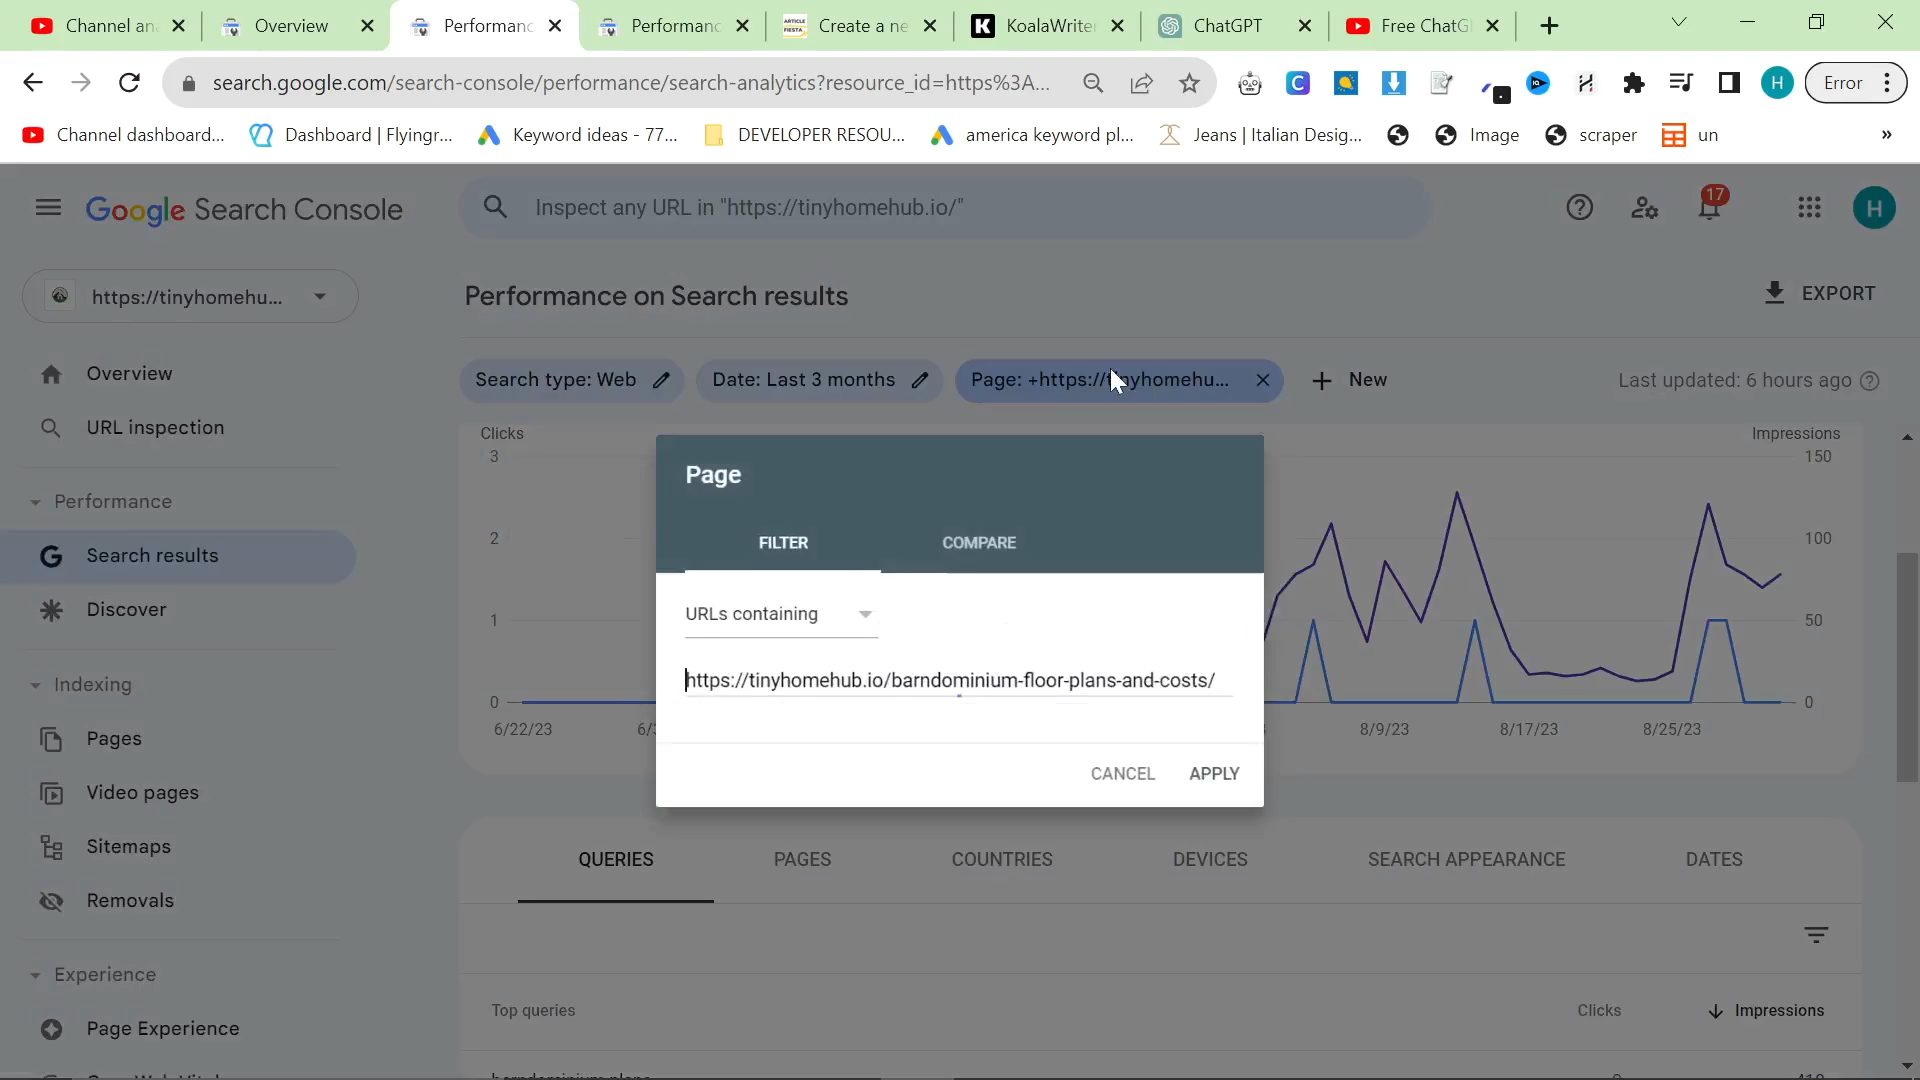 Channel an
Overview
Performanc
Performanc
Create a ne
KoalaWriter
ChatGPT
Free ChatG
search.google.com/search-console/performance/search-analytics?resource_id=https%3A...
Error
Channel dashboard...
Dashboard | Flyingr...
Keyword ideas - 77...
DEVELOPER RESOU...
america keyword pl...
Jeans | Italian Desig...
Image
scraper
un
»
Google Search Console
Inspect any URL in "https://tinyhomehub.io/"
17
H
https://tinyhomehu...
Performance on Search results
EXPORT
Search type: Web
Date: Last 3 months
Page: +https://tinyhomehu...
New
Last updated: 6 hours ago
Overview
URL inspection
Performance
Search results
Discover
Indexing
Pages
Video pages
Sitemaps
Removals
Experience
Page Experience
Clicks
Impressions
3
2
1
0
150
100
50
0
6/22/23
8/9/23
8/17/23
8/25/23
Page
FILTER
COMPARE
URLs containing
https://tinyhomehub.io/barndominium-floor-plans-and-costs/
CANCEL
APPLY
QUERIES
PAGES
COUNTRIES
DEVICES
SEARCH APPEARANCE
DATES
Top queries
Clicks
Impressions